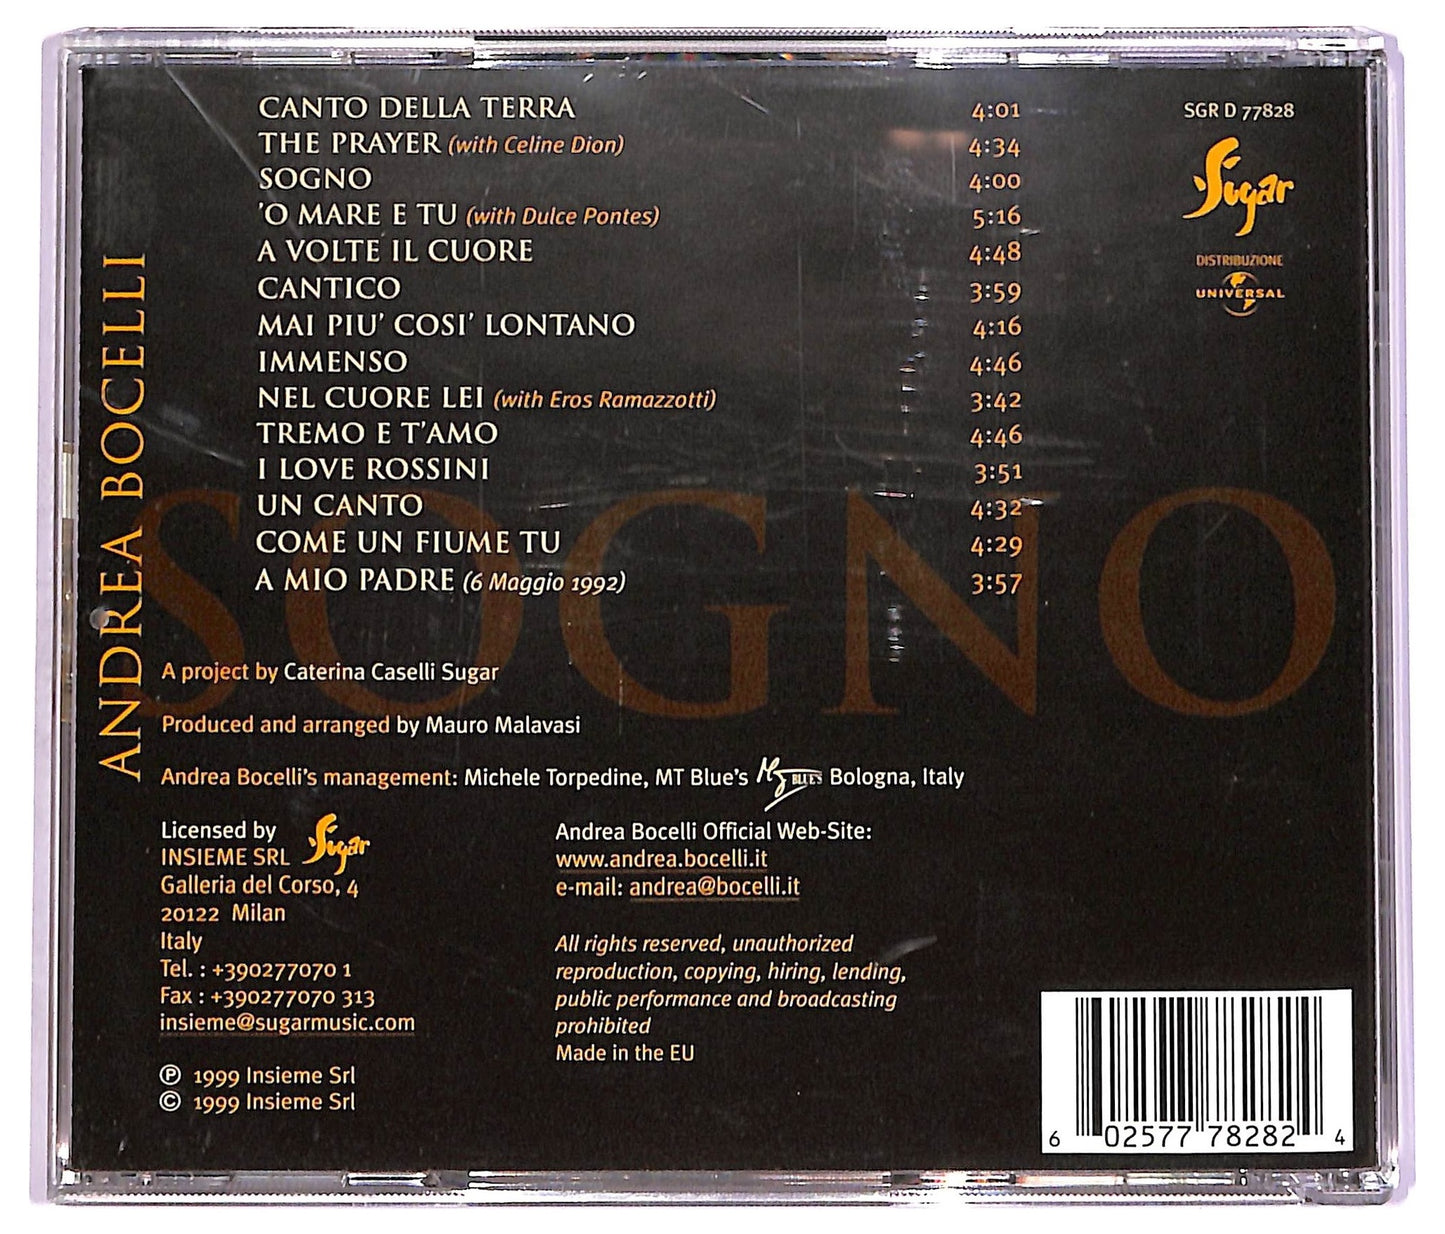 CANTO DELLA TERRA 4:01
THE PRAYER (with Celine Dion) 4:34
SOGNO 4:00
'O MARE E TU (with Dulce Pontes) 5:16
A VOLTE IL CUORE 4:48
CANTICO 3:59
MAI PIU' COSI' LONTANO 4:16
IMMENSO 4:46
NEL CUORE LEI (with Eros Ramazzotti) 3:42
TREMO E T'AMO 4:46
I LOVE ROSSINI 3:51
UN CANTO 4:32
COME UN FIUME TU 4:29
A MIO PADRE (6 Maggio 1992) 3:57
SGR D 77828
Sugar
DISTRIBUZIONE
UNIVERSAL
ANDREA BOCELLI
SOGNO
A project by Caterina Caselli Sugar
Produced and arranged by Mauro Malavasi
Andrea Bocelli's management: Michele Torpedine, MT Blue's MT BLUE'S Bologna, Italy
Licensed by
INSIEME SRL Sugar
Galleria del Corso, 4
20122 Milan
Italy
Tel. : +390277070 1
Fax : +390277070 313
insieme@sugarmusic.com
℗ 1999 Insieme Srl
© 1999 Insieme Srl
Andrea Bocelli Official Web-Site:
www.andrea.bocelli.it
e-mail: andrea@bocelli.it
All rights reserved, unauthorized
reproduction, copying, hiring, lending,
public performance and broadcasting
prohibited
Made in the EU
6 02577 78282 4